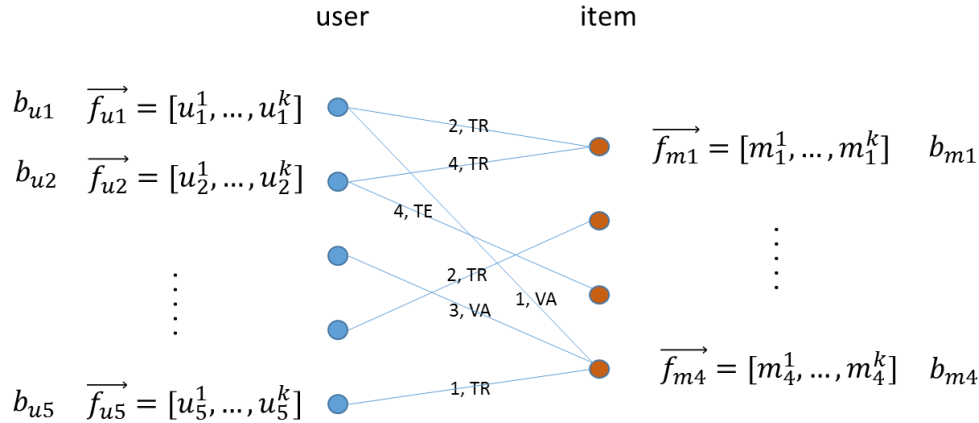 user item
b_{u1} \overrightarrow{f_{u1}} = [u_1^1, ..., u_1^k]
2, TR
\overrightarrow{f_{m1}} = [m_1^1, ..., m_1^k] b_{m1}
b_{u2} \overrightarrow{f_{u2}} = [u_2^1, ..., u_2^k]
4, TR
4, TE
2, TR
1, VA
3, VA
\overrightarrow{f_{m4}} = [m_4^1, ..., m_4^k] b_{m4}
1, TR
b_{u5} \overrightarrow{f_{u5}} = [u_5^1, ..., u_5^k]